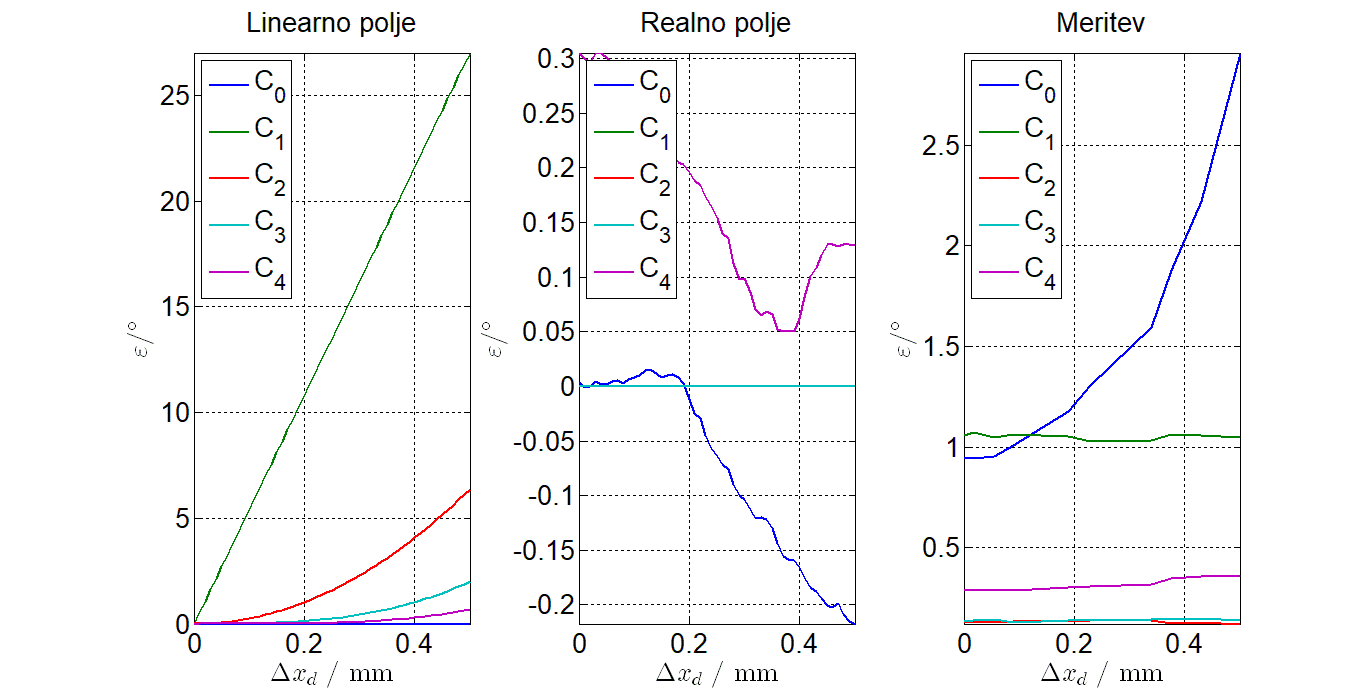 Linearno polje
C0
C1
C2
C3
C4
25
20
15
10
5
0
0 0.2 0.4
ε/°
Δx_d / mm
Realno polje
C0
C1
C2
C3
C4
0.3
0.25
0.2
0.15
0.1
0.05
0
-0.05
-0.1
-0.15
-0.2
0 0.2 0.4
ε/°
Δx_d / mm
Meritev
C0
C1
C2
C3
C4
2.5
2
1.5
1
0.5
0 0.2 0.4
ε/°
Δx_d / mm